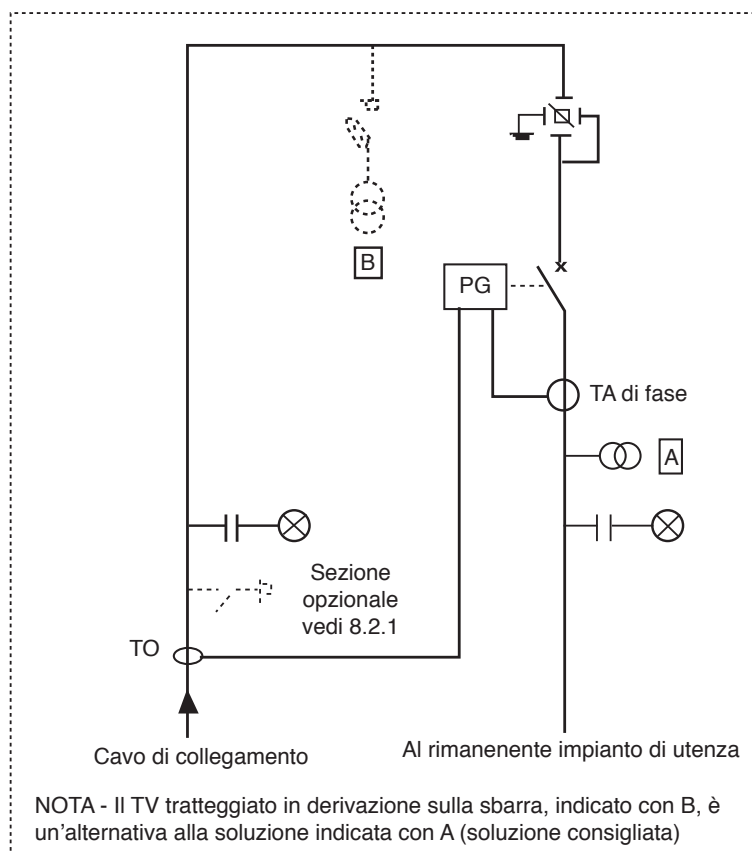 B
PG
TA di fase
A
Sezione
opzionale
vedi 8.2.1
TO
Cavo di collegamento
Al rimanenente impianto di utenza
NOTA - Il TV tratteggiato in derivazione sulla sbarra, indicato con B, è
un'alternativa alla soluzione indicata con A (soluzione consigliata)